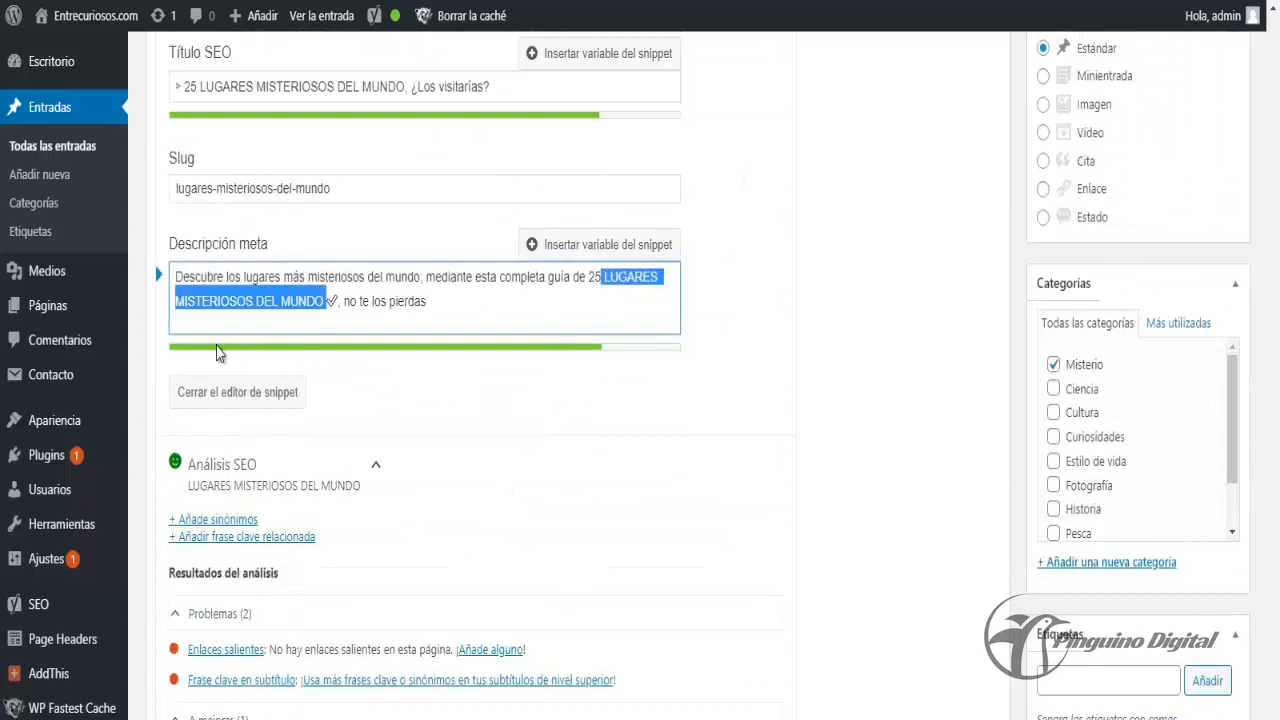 Entrecuriosos.com
1
0
+ Añadir
Ver la entrada
Borrar la caché
Hola, admin
Escritorio
Entradas
Todas las entradas
Añadir nueva
Categorías
Etiquetas
Medios
Páginas
Comentarios
Contacto
Apariencia
Plugins 1
Usuarios
Herramientas
Ajustes 1
SEO
Page Headers
AddThis
WP Fastest Cache
Título SEO
Insertar variable del snippet
25 LUGARES MISTERIOSOS DEL MUNDO, ¿Los visitarías?
Slug
lugares-misteriosos-del-mundo
Descripción meta
Insertar variable del snippet
Descubre los lugares más misteriosos del mundo; mediante esta completa guía de 25 LUGARES
MISTERIOSOS DEL MUNDO✅, no te los pierdas
Cerrar el editor de snippet
Análisis SEO
LUGARES MISTERIOSOS DEL MUNDO
+ Añade sinónimos
+ Añadir frase clave relacionada
Resultados del análisis
Problemas (2)
Enlaces salientes: No hay enlaces salientes en esta página. ¡Añade alguno!
Frase clave en subtítulo: ¡Usa más frases clave o sinónimos en tus subtítulos de nivel superior!
A mejorar (1)
Estándar
Minientrada
Imagen
Vídeo
Cita
Enlace
Estado
Categorías
Todas las categorías
Más utilizadas
Misterio
Ciencia
Cultura
Curiosidades
Estilo de vida
Fotografía
Historia
Pesca
+ Añadir una nueva categoría
Etiquetas
Pinguino Digital
Añadir
Separa las etiquetas con comas